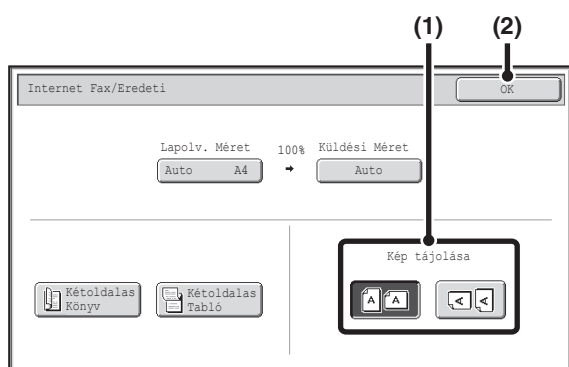 (1) (2)
Internet Fax/Eredeti OK
Lapolv. Méret 100% Küldési Méret
Auto A4 → Auto
Kép tájolása
Kétoldalas Könyv
Kétoldalas Tabló
A A A A